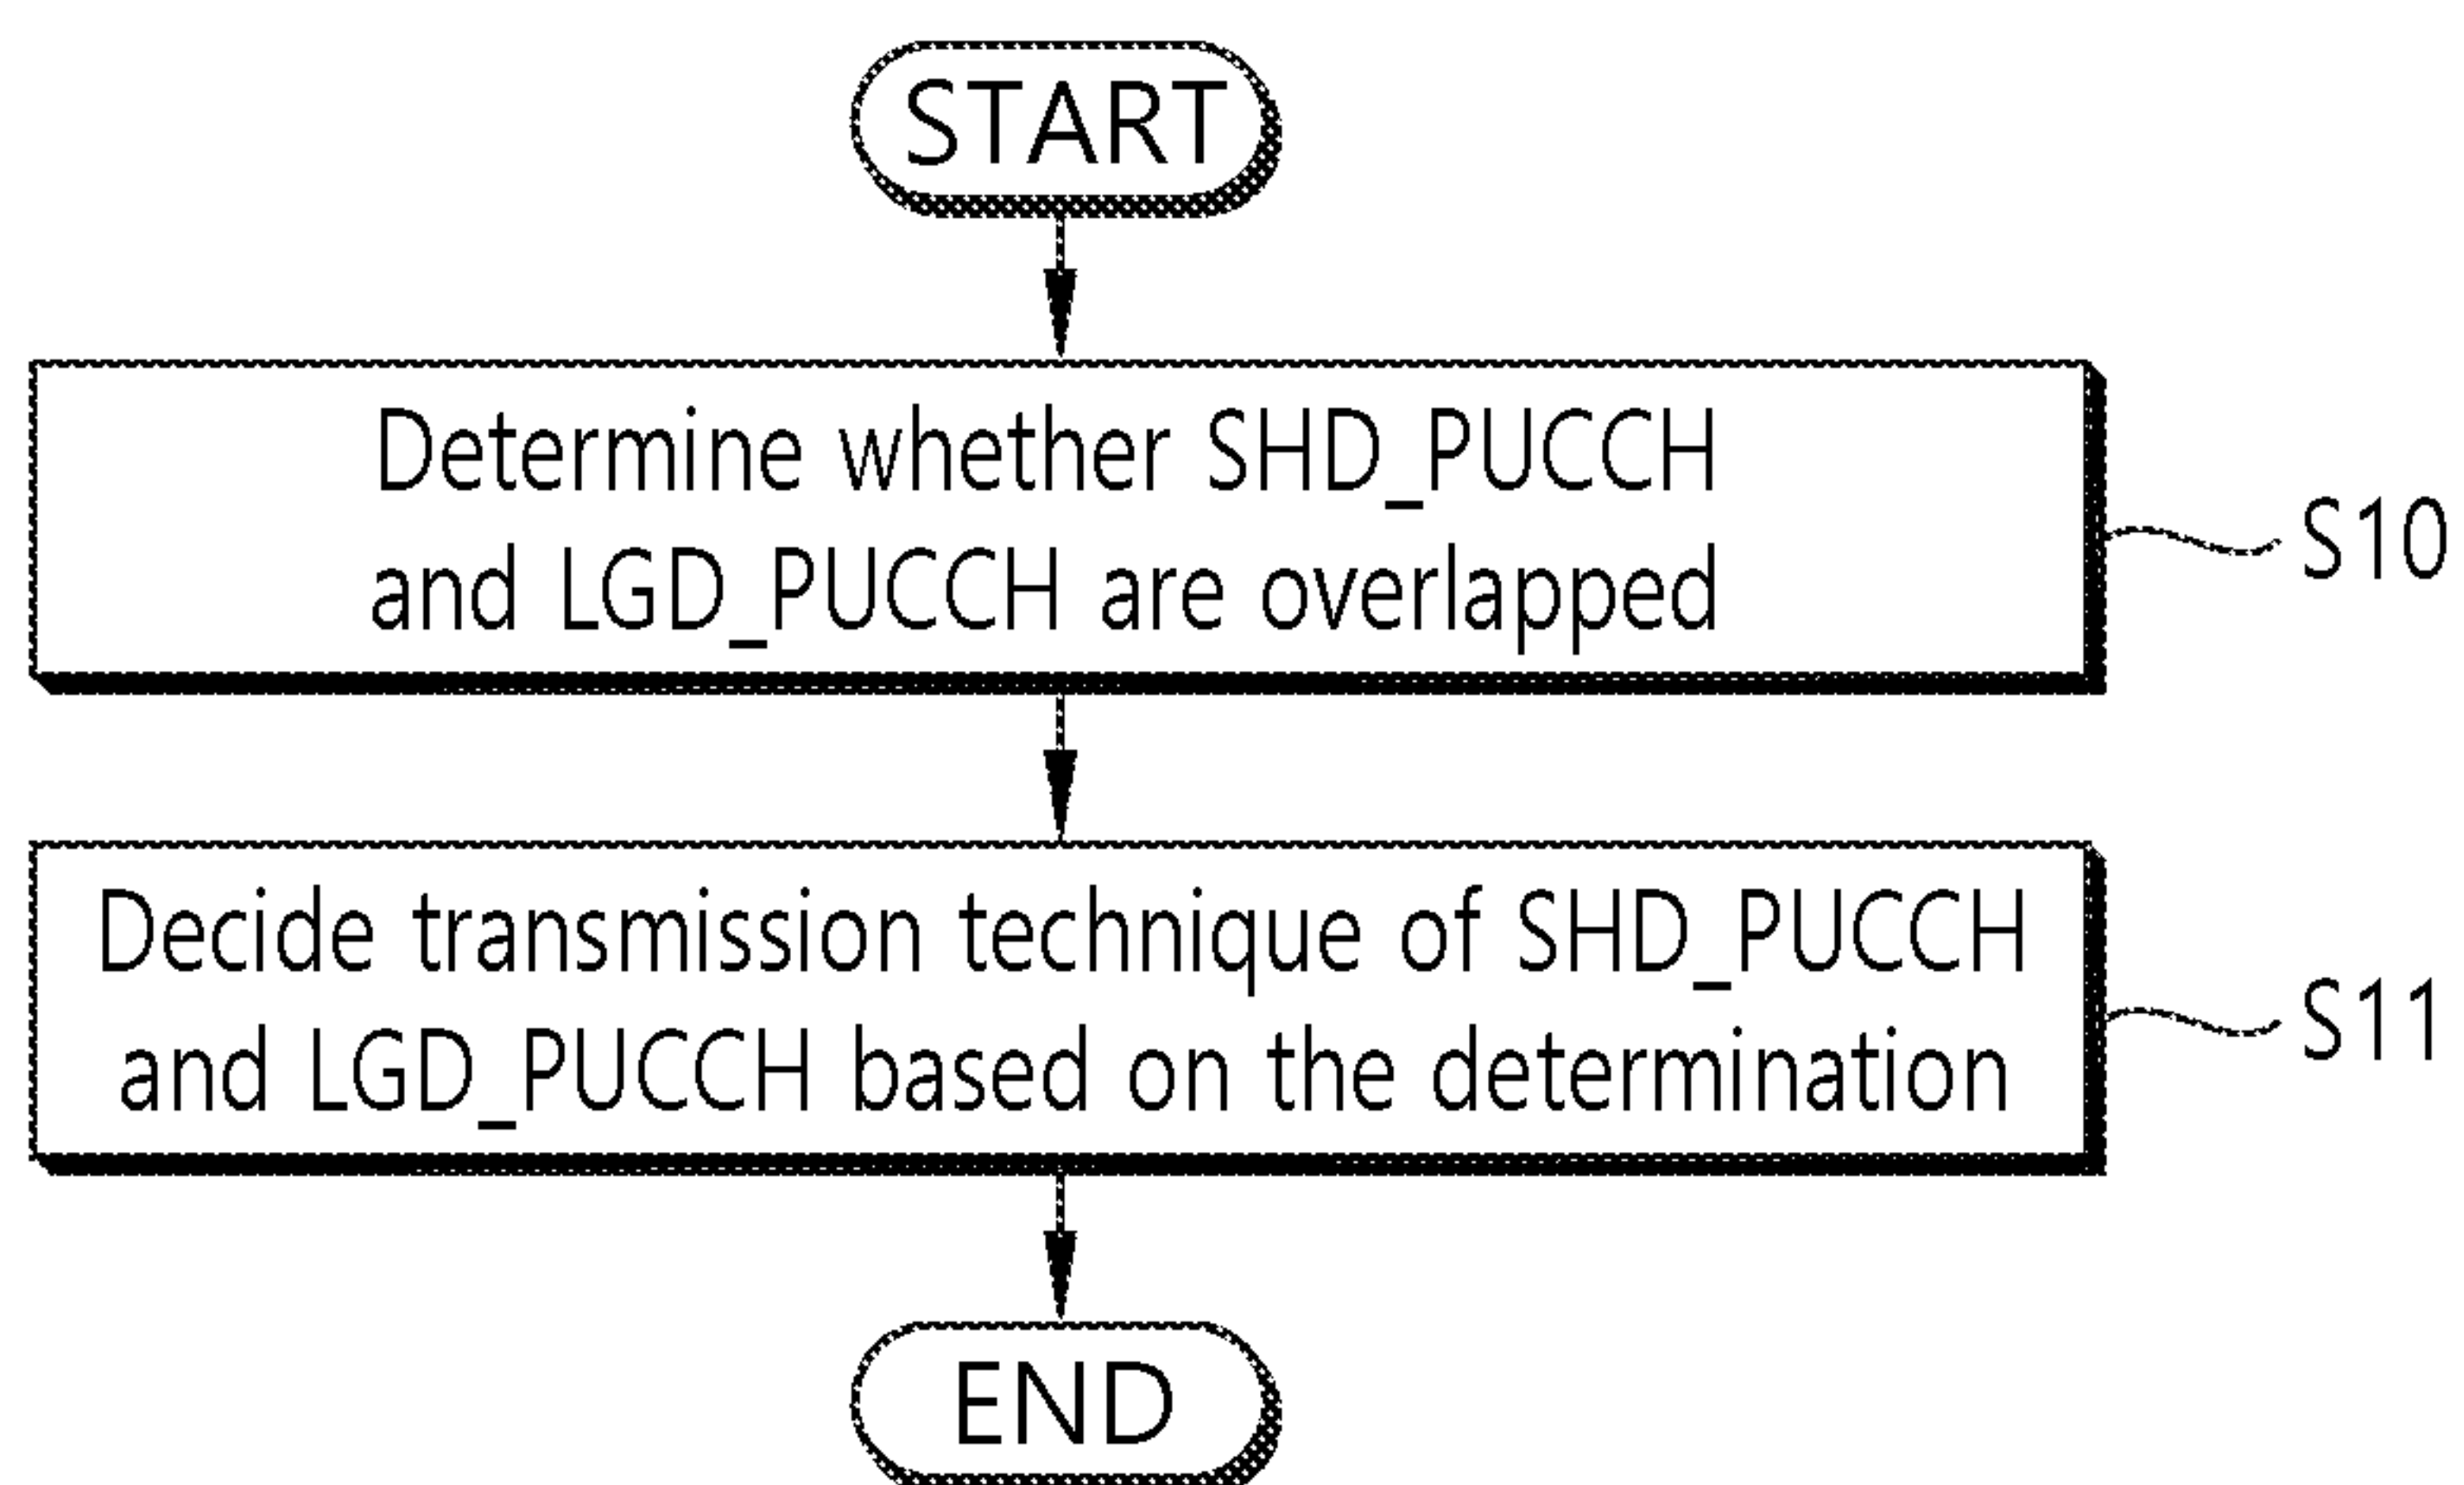 START
Determine whether SHD_PUCCH
and LGD_PUCCH are overlapped
S10
Decide transmission technique of SHD_PUCCH
and LGD_PUCCH based on the determination
S11
END